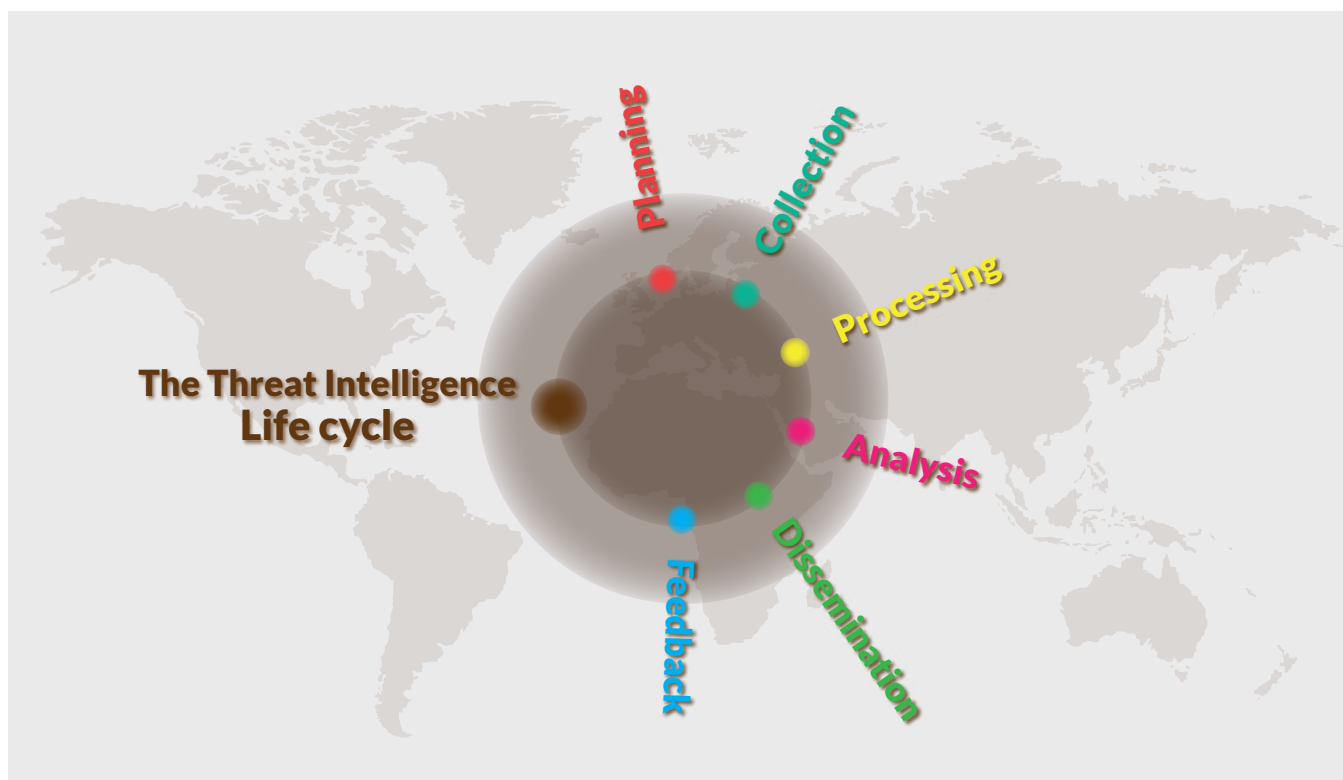 The Threat Intelligence
Life cycle
Planning
Collection
Processing
Analysis
Dissemination
Feedback